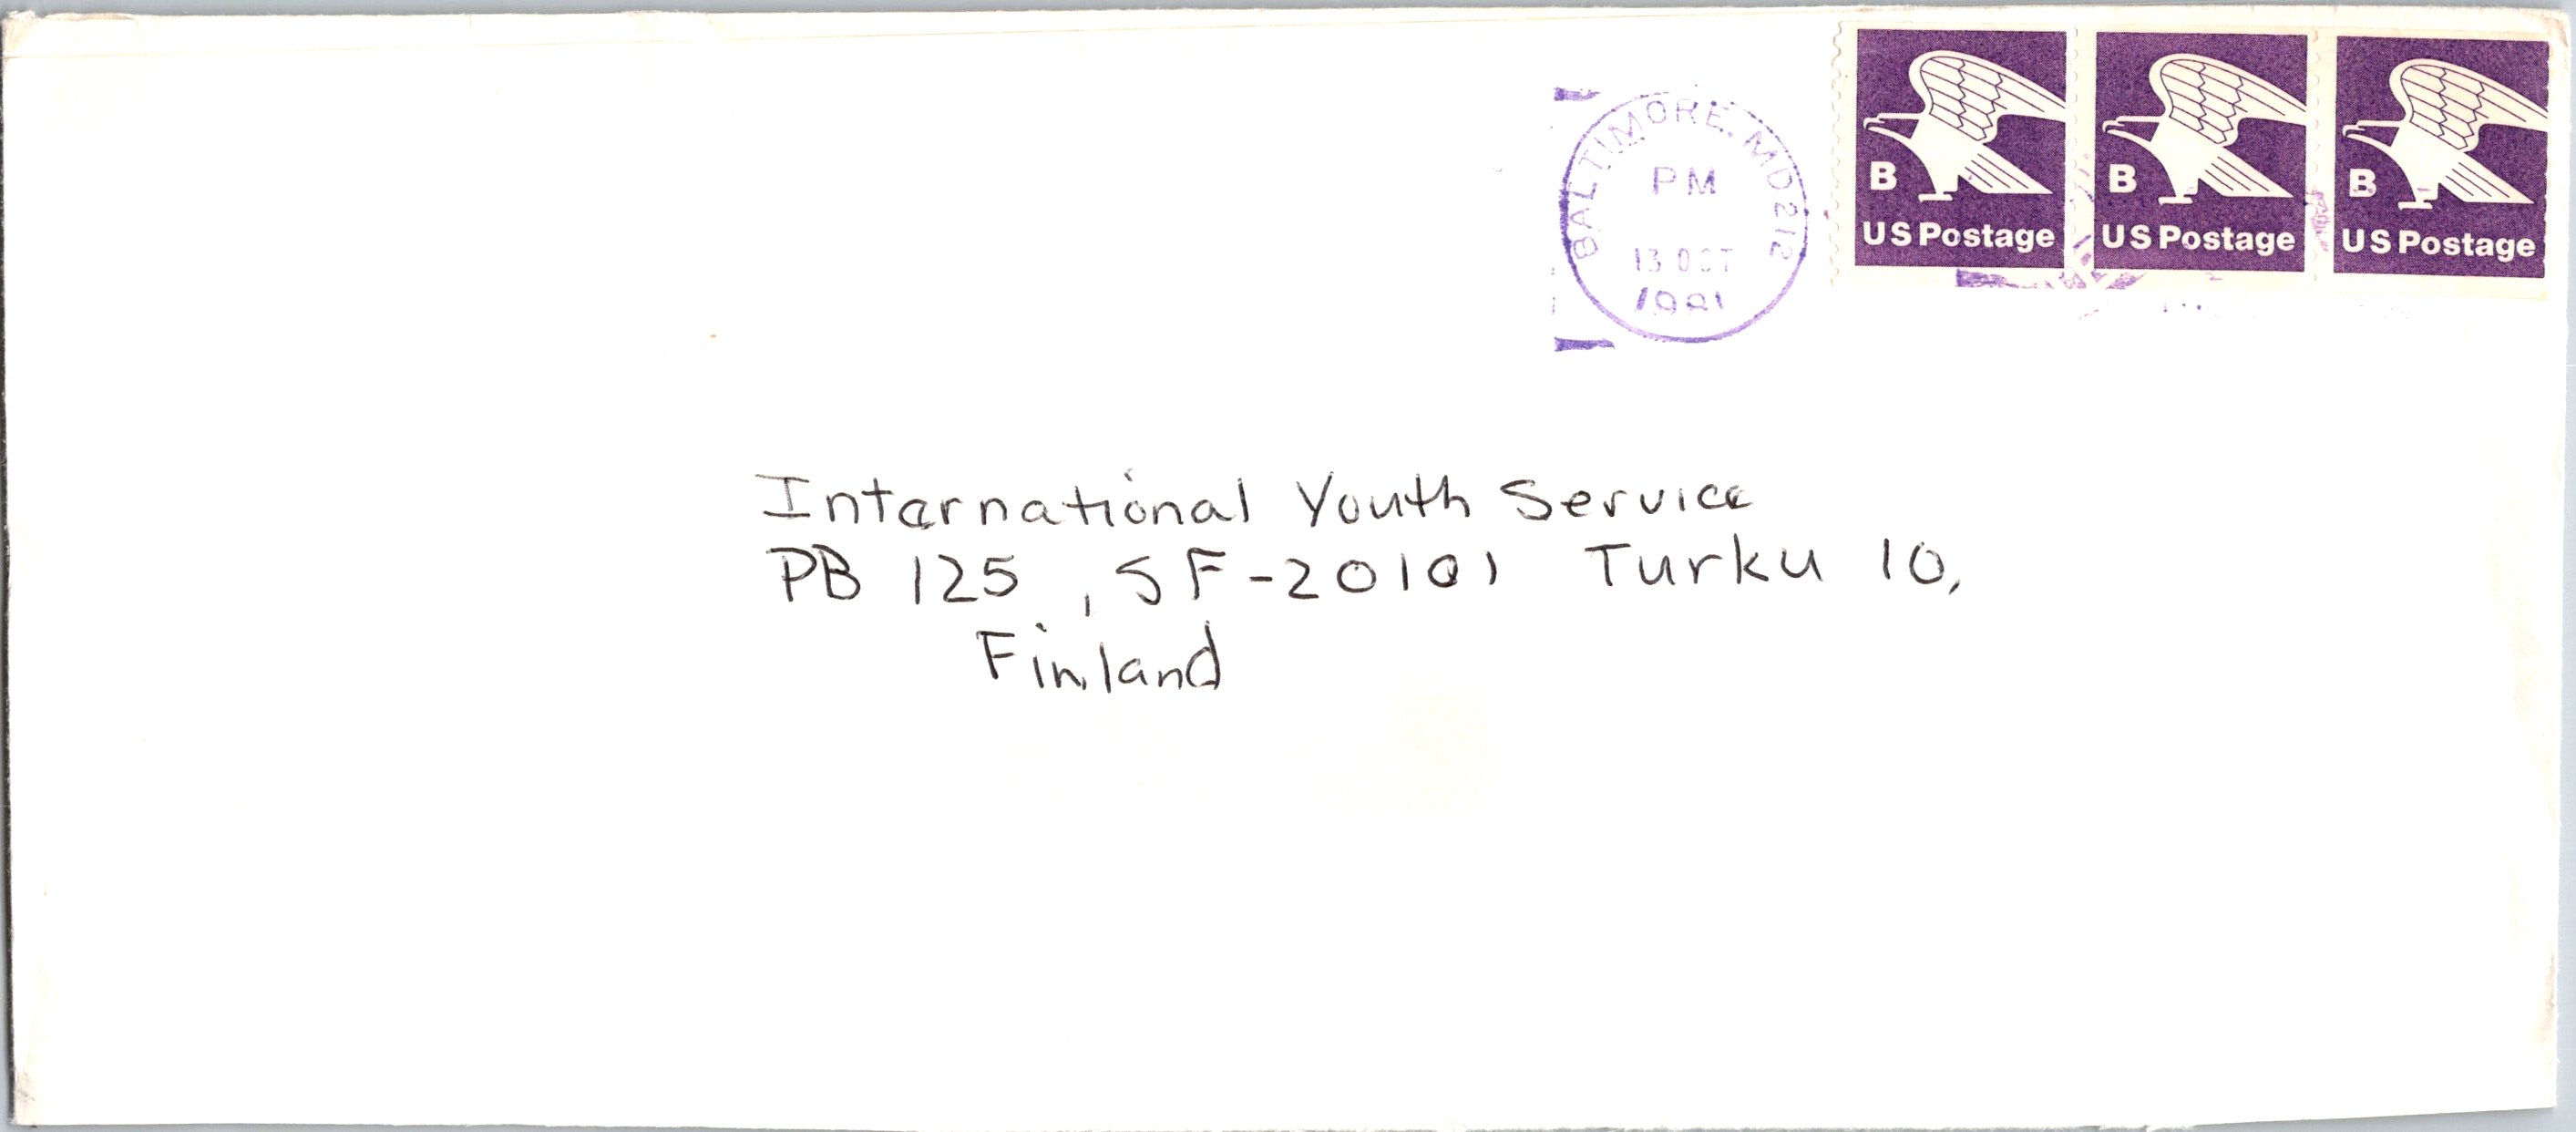 BALTIMORE, MD 212
PM
13 OCT
1981
B
US Postage
B
US Postage
B
US Postage
International Youth Service
PB 125, SF-20101 Turku 10,
Finland